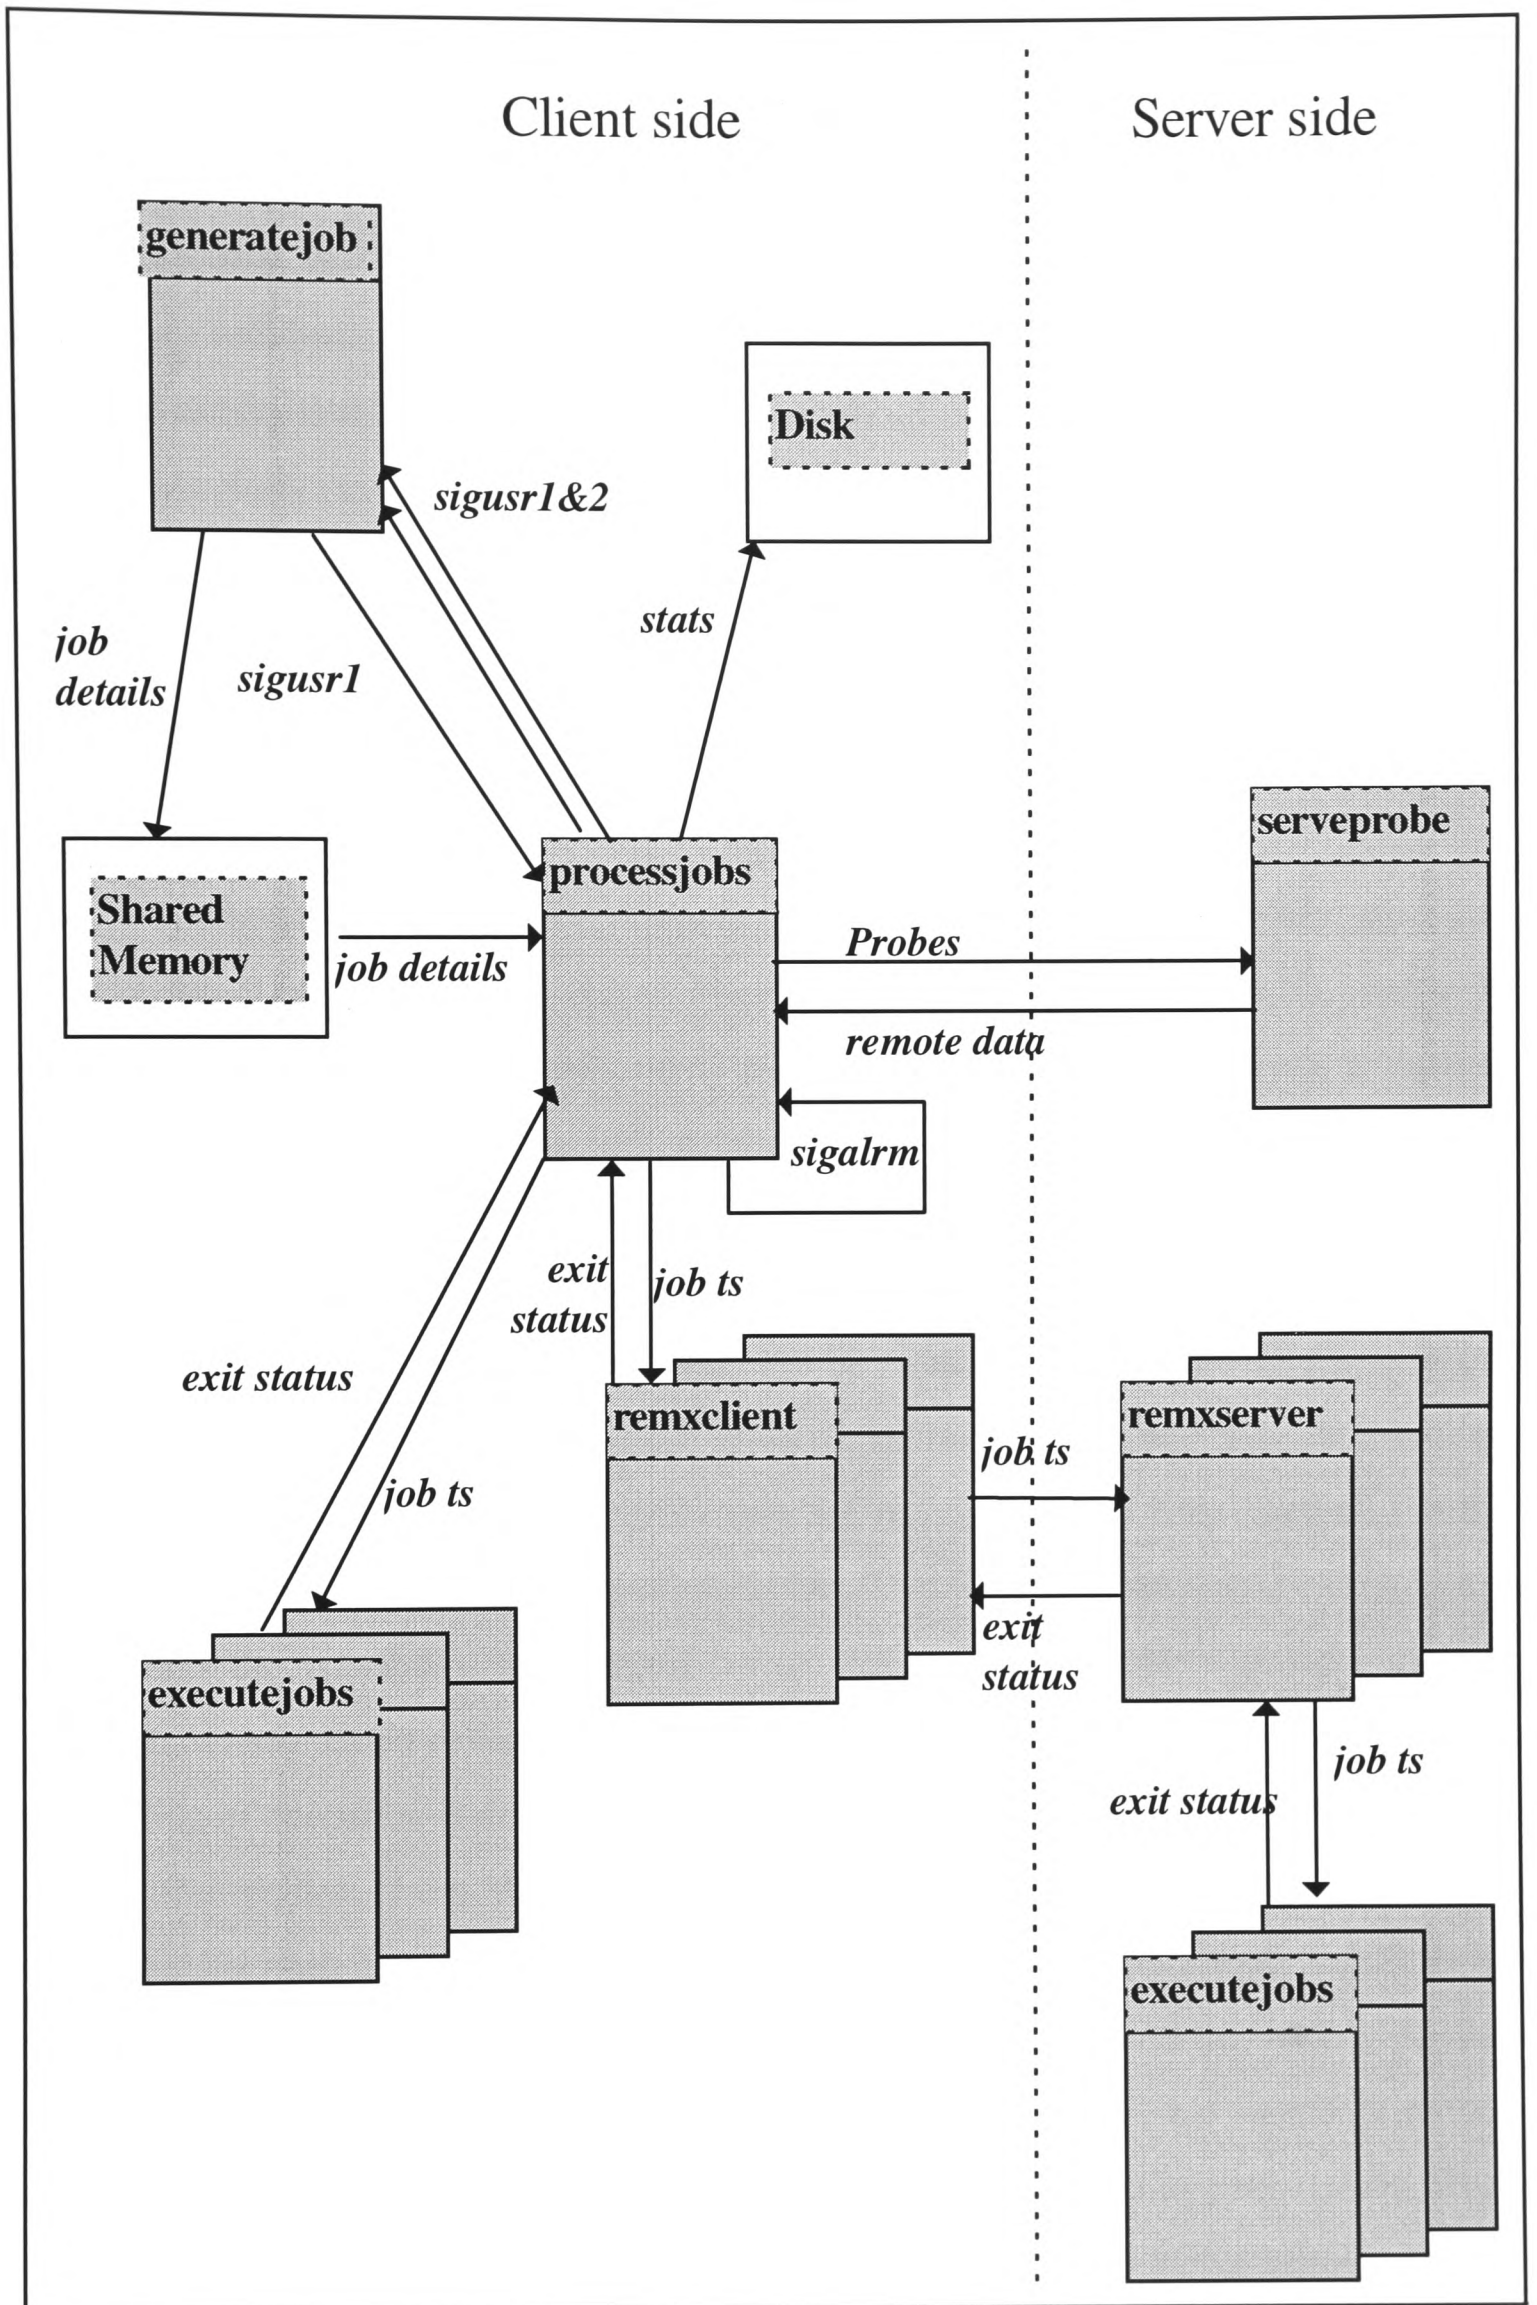 Client side
Server side
generatejob
Disk
sigusr1&2
stats
job
details
sigusr1
serveprobe
processjobs
Shared
Memory
job details
Probes
remote data
sigalrm
exit
status
job ts
exit status
job ts
remxclient
remxserver
job ts
exit
status
executejobs
job ts
exit status
executejobs